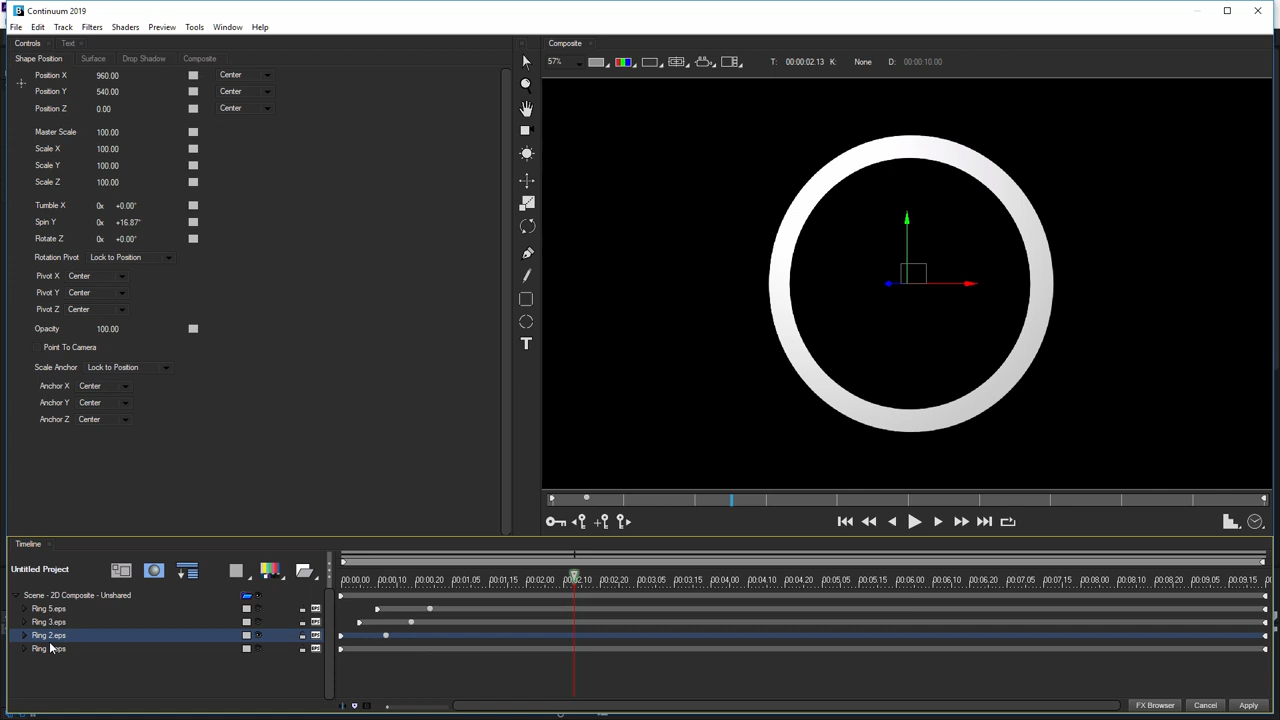 Continuum 2019
File Edit Track Filters Shaders Preview Window Help
Controls Text Composite
Shape Position Surface Drop Shadow Composite
57% T: 00:00:02.13 K: None D: 00:00:10.00
Position X 960.00 Center
Position Y 540.00 Center
Position Z 0.00 Center
Master Scale 100.00
Scale X 100.00
Scale Y 100.00
Scale Z 100.00
Tumble X 0x +0.00°
Spin Y 0x +16.87°
Rotate Z 0x +0.00°
Rotation Pivot Lock to Position
Pivot X Center
Pivot Y Center
Pivot Z Center
Opacity 100.00
Point To Camera
Scale Anchor Lock to Position
Anchor X Center
Anchor Y Center
Anchor Z Center
T
Timeline
Untitled Project
00:00.00 00:00.10 00:00.20 00:01.05 00:01.15 00:02.00 00:02.10 00:02.20 00:03.05 00:03.15 00:04.00 00:04.10 00:04.20 00:05.05 00:05.15 00:06.00 00:06.10 00:06.20 00:07.05 00:07.15 00:08.00 00:08.10 00:08.20 00:09.05 00:09.15
Scene - 2D Composite - Unshared
Ring 5.eps
Ring 3.eps
Ring 2.eps
Ring eps
FX Browser Cancel Apply